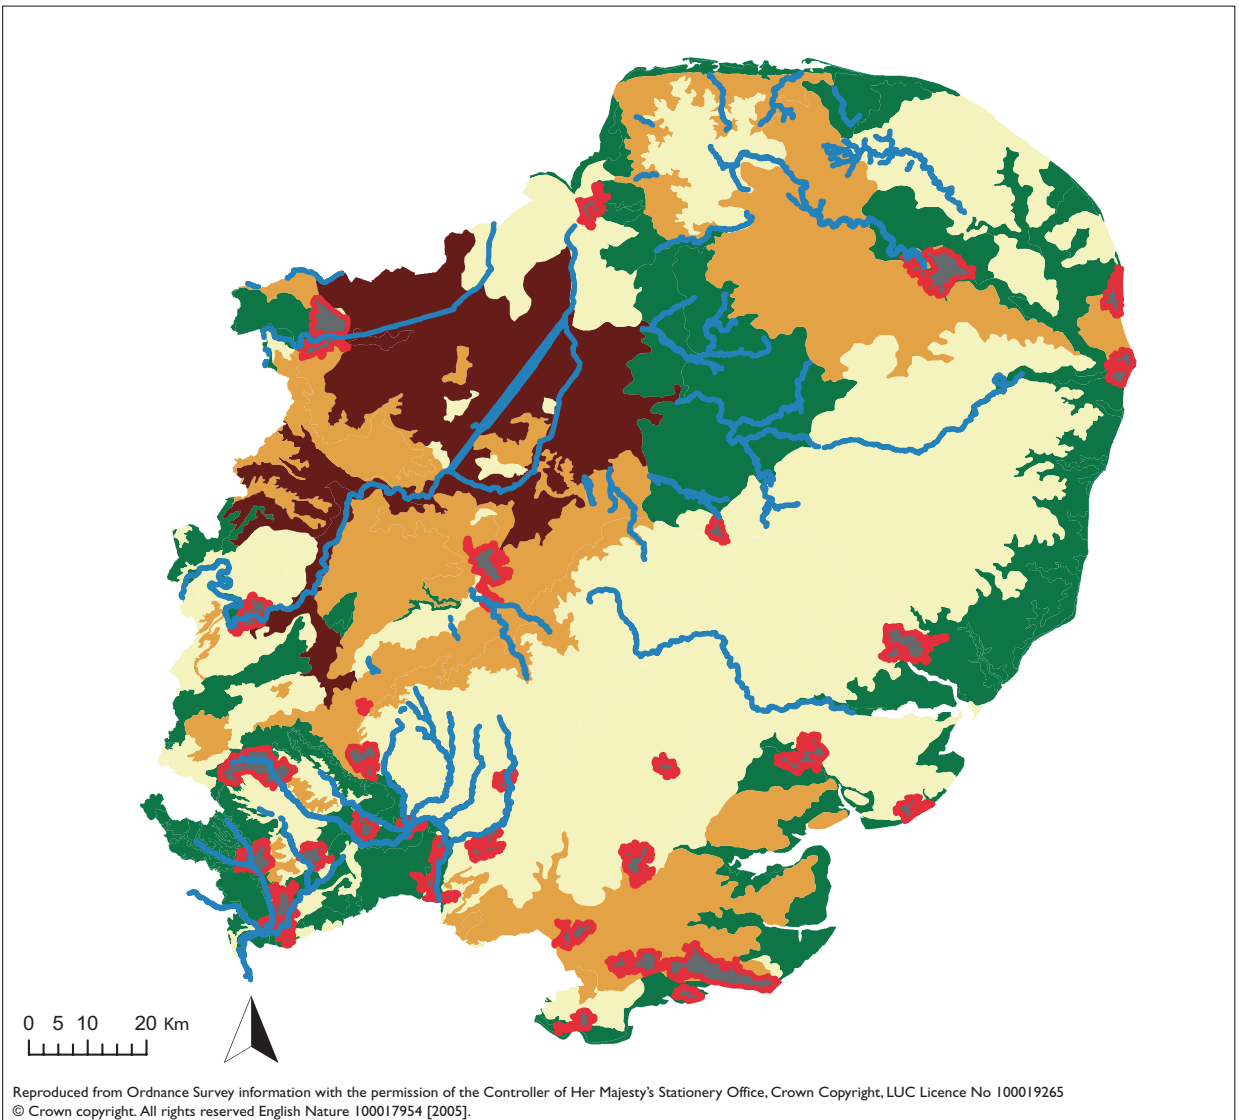 0 5 10 20 Km
Reproduced from Ordnance Survey information with the permission of the Controller of Her Majesty's Stationery Office, Crown Copyright, LUC Licence No 100019265
© Crown copyright. All rights reserved English Nature 100017954 [2005].